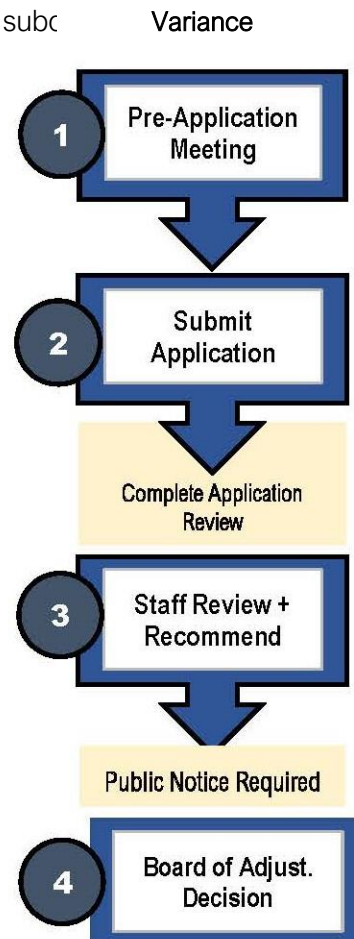 Variance
1
Pre-Application
Meeting
2
Submit
Application
Complete Application
Review
3
Staff Review +
Recommend
Public Notice Required
4
Board of Adjust.
Decision